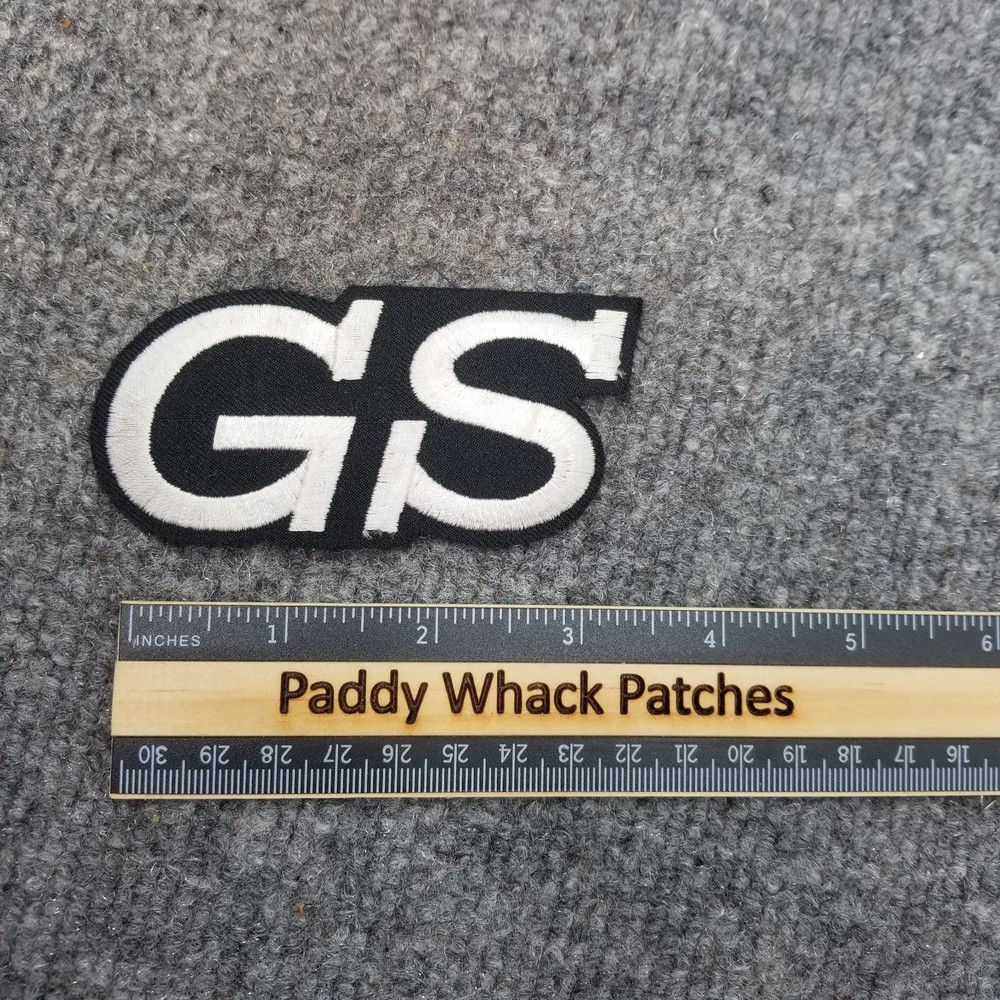 GS
INCHES 1 2 3 4 5 6
Paddy Whack Patches
30 29 28 27 26 25 24 23 22 21 20 19 18 17 16